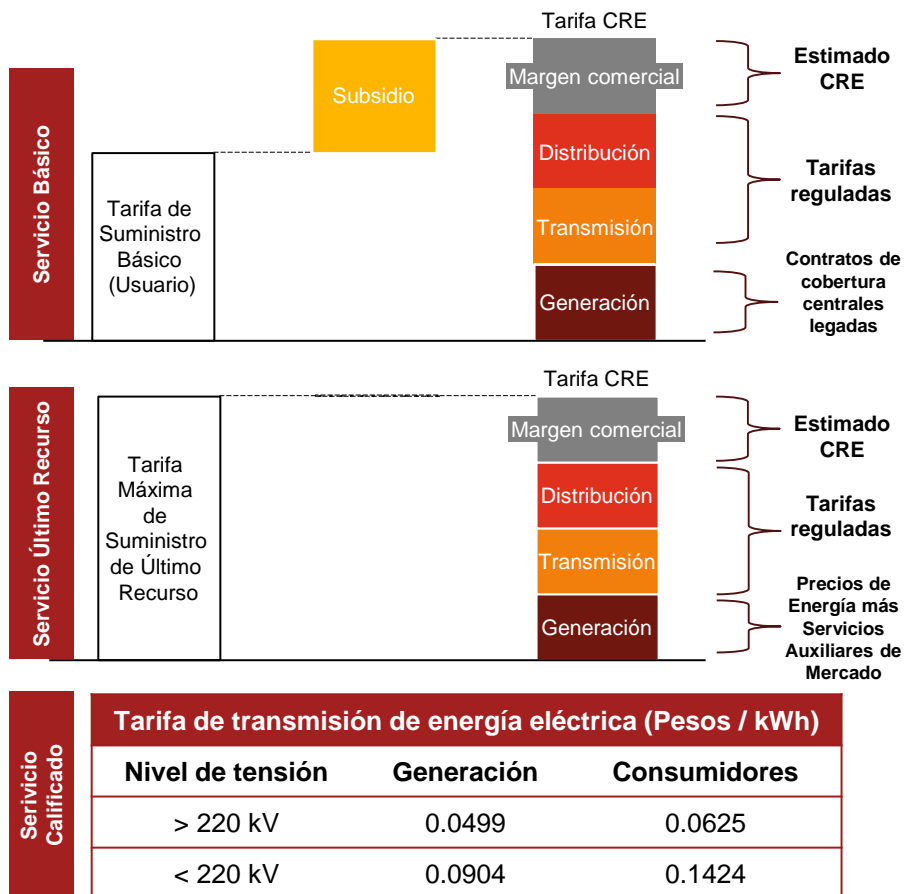 Servicio Básico
Tarifa de
Suministro
Básico
(Usuario)
Subsidio
Tarifa CRE
Margen comercial
Distribución
Transmisión
Generación
Estimado
CRE
Tarifas
reguladas
Contratos de
cobertura
centrales
legadas
Servicio Último Recurso
Tarifa
Máxima
de
Suministro
de Último
Recurso
Tarifa CRE
Margen comercial
Distribución
Transmisión
Generación
Estimado
CRE
Tarifas
reguladas
Precios de
Energía más
Servicios
Auxiliares de
Mercado
Serivicio
Calificado
Tarifa de transmisión de energía eléctrica (Pesos / kWh)
Nivel de tensión Generación Consumidores
> 220 kV 0.0499 0.0625
< 220 kV 0.0904 0.1424